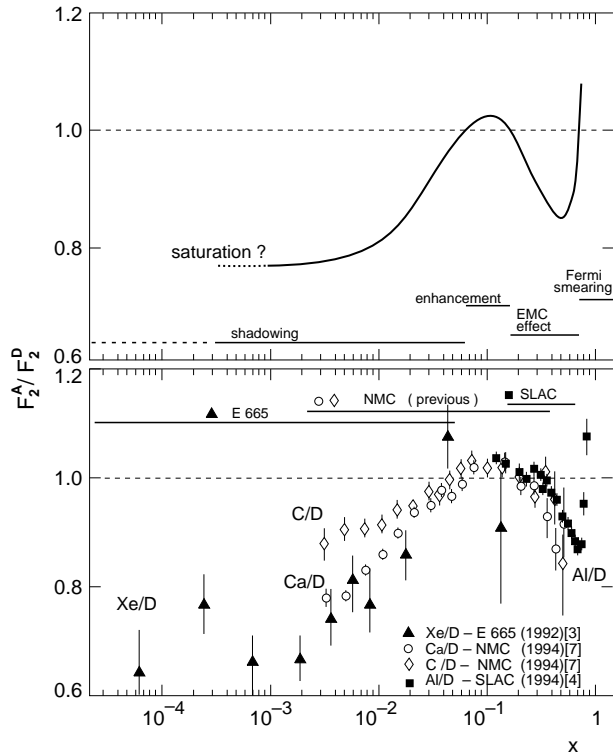 1.2
1.0
0.8
0.6
saturation ?
shadowing
enhancement
EMC
effect
Fermi
smearing
F₂ᴬ/ F₂ᴰ
1.2
1.0
0.8
0.6
E 665
NMC ( previous )
SLAC
C/D
Ca/D
Xe/D
Al/D
Xe/D – E 665 (1992)[3]
Ca/D – NMC (1994)[7]
C /D – NMC (1994)[7]
Al/D – SLAC (1994)[4]
10⁻⁴ 10⁻³ 10⁻² 10⁻¹ 1
x